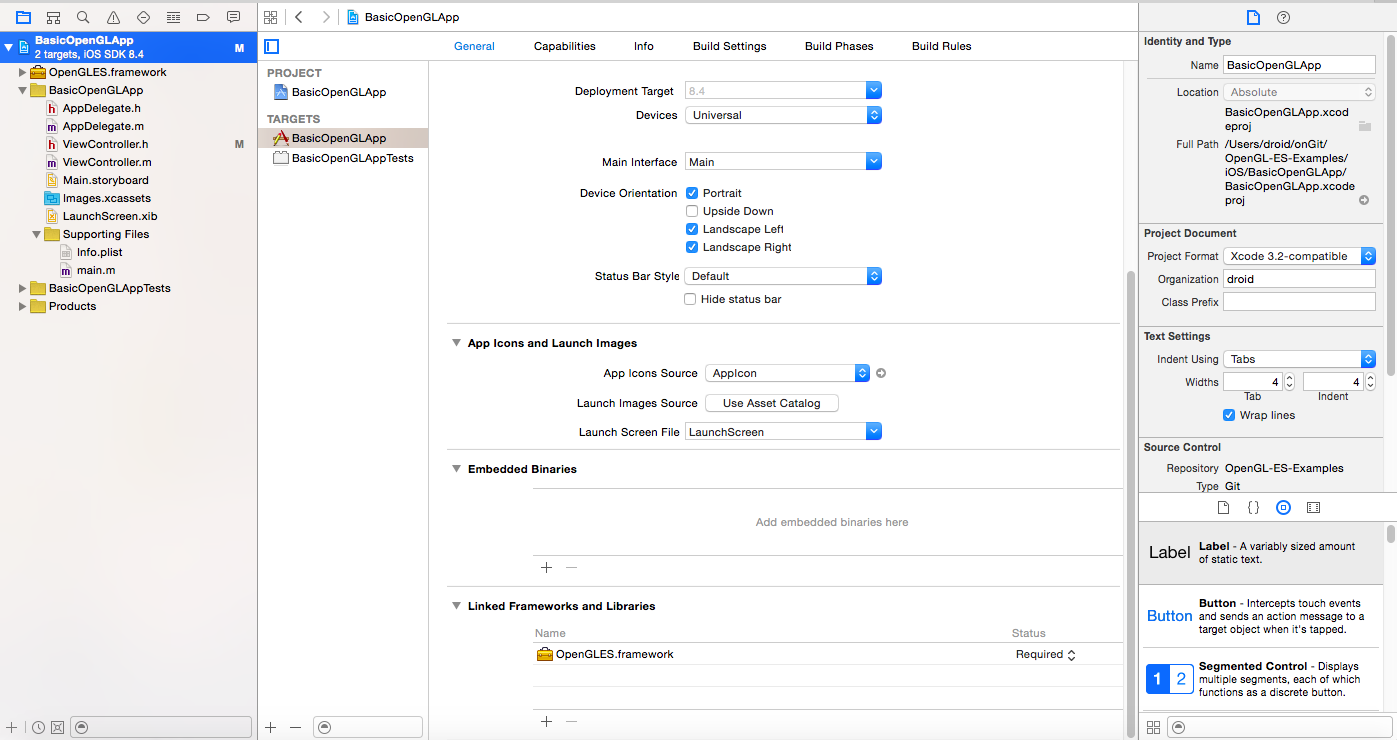 BasicOpenGLApp
2 targets, iOS SDK 8.4
M
OpenGLES.framework
BasicOpenGLApp
AppDelegate.h
AppDelegate.m
ViewController.h
M
ViewController.m
Main.storyboard
Images.xcassets
LaunchScreen.xib
Supporting Files
Info.plist
main.m
BasicOpenGLAppTests
Products
BasicOpenGLApp
General Capabilities Info Build Settings Build Phases Build Rules
PROJECT
BasicOpenGLApp
TARGETS
BasicOpenGLApp
BasicOpenGLAppTests
Deployment Target 8.4
Devices Universal
Main Interface Main
Device Orientation Portrait
Upside Down
Landscape Left
Landscape Right
Status Bar Style Default
Hide status bar
App Icons and Launch Images
App Icons Source AppIcon
Launch Images Source Use Asset Catalog
Launch Screen File LaunchScreen
Embedded Binaries
Add embedded binaries here
Linked Frameworks and Libraries
Name Status
OpenGLES.framework Required
Identity and Type
Name BasicOpenGLApp
Location Absolute
BasicOpenGLApp.xcod
eproj
Full Path /Users/droid/onGit/
OpenGL-ES-Examples/
iOS/BasicOpenGLApp/
BasicOpenGLApp.xcode
proj
Project Document
Project Format Xcode 3.2-compatible
Organization droid
Class Prefix
Text Settings
Indent Using Tabs
Widths 4 4
Tab Indent
Wrap lines
Source Control
Repository OpenGL-ES-Examples
Type Git
{}
Label Label - A variably sized amount
of static text.
Button Button - Intercepts touch events
and sends an action message to a
target object when it's tapped.
1 2 Segmented Control - Displays
multiple segments, each of which
functions as a discrete button.